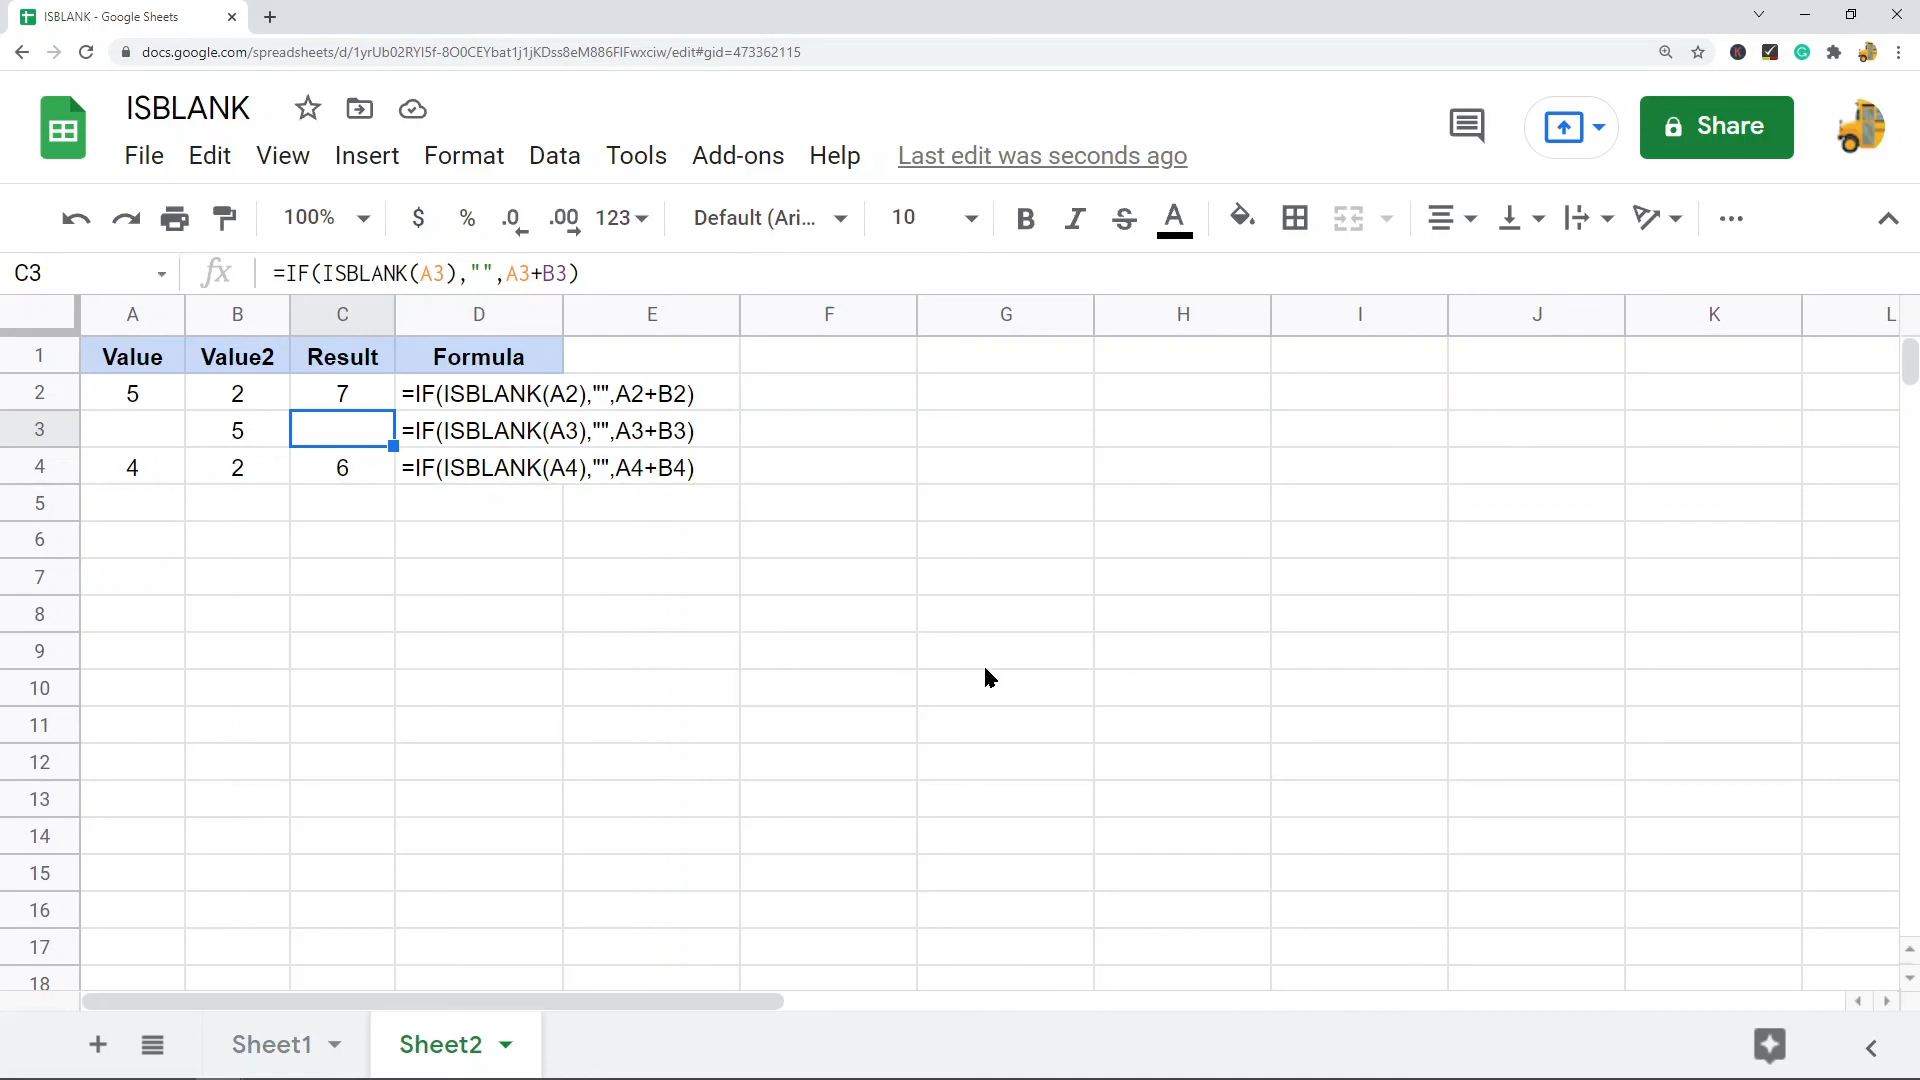 ISBLANK - Google Sheets
docs.google.com/spreadsheets/d/1yrUb02RYI5f-8O0CEYbat1j1jKDss8eM886FlFwxciw/edit#gid=473362115
ISBLANK
Share
File Edit View Insert Format Data Tools Add-ons Help Last edit was seconds ago
100% $ % .0 .00 123 Default (Ari... 10 B I S A
C3 fx =IF(ISBLANK(A3),"",A3+B3)
A B C D E F G H I J K L
1 Value Value2 Result Formula
2 5 2 7 =IF(ISBLANK(A2),"",A2+B2)
3 5 =IF(ISBLANK(A3),"",A3+B3)
4 4 2 6 =IF(ISBLANK(A4),"",A4+B4)
5
6
7
8
9
10
11
12
13
14
15
16
17
18
Sheet1 Sheet2